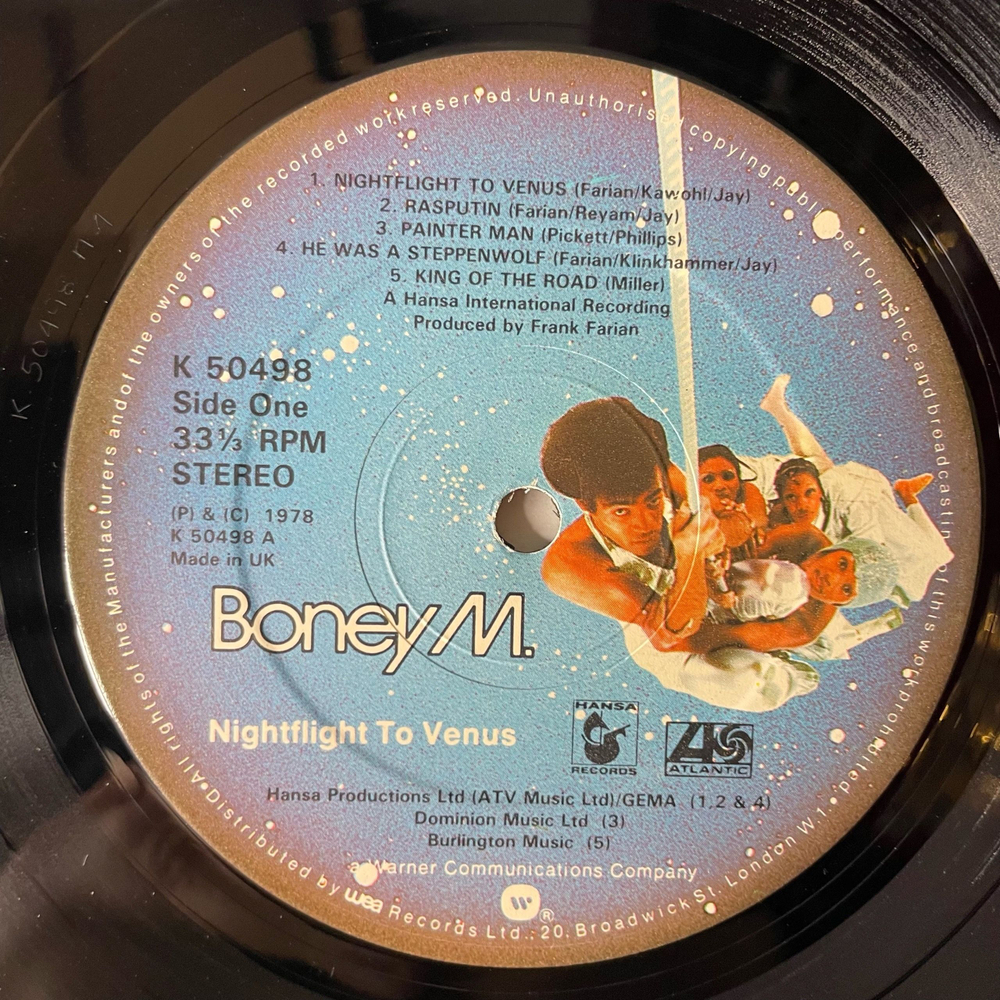 1. NIGHTFLIGHT TO VENUS (Farian/Kawohl/Jay)
2. RASPUTIN (Farian/Reyam/Jay)
3. PAINTER MAN (Pickett/Phillips)
4. HE WAS A STEPPENWOLF (Farian/Klinkhammer/Jay)
5. KING OF THE ROAD (Miller)
A Hansa International Recording
Produced by Frank Farian
K 50498
Side One
33⅓ RPM
STEREO
(P) & (C) 1978
K 50498 A
Made in UK
Boney M.
Nightflight To Venus
HANSA
RECORDS
ATLANTIC
Hansa Productions Ltd (ATV Music Ltd)/GEMA (1,2 & 4)
Dominion Music Ltd (3)
Burlington Music (5)
a Warner Communications Company
W ®
All rights of the Manufacturers and of the owners of the recorded work reserved. Unauthorised copying public performance and broadcasting of this work prohibited.
Distributed by wea Records Ltd., 20, Broadwick St. London W.1.
K 50498